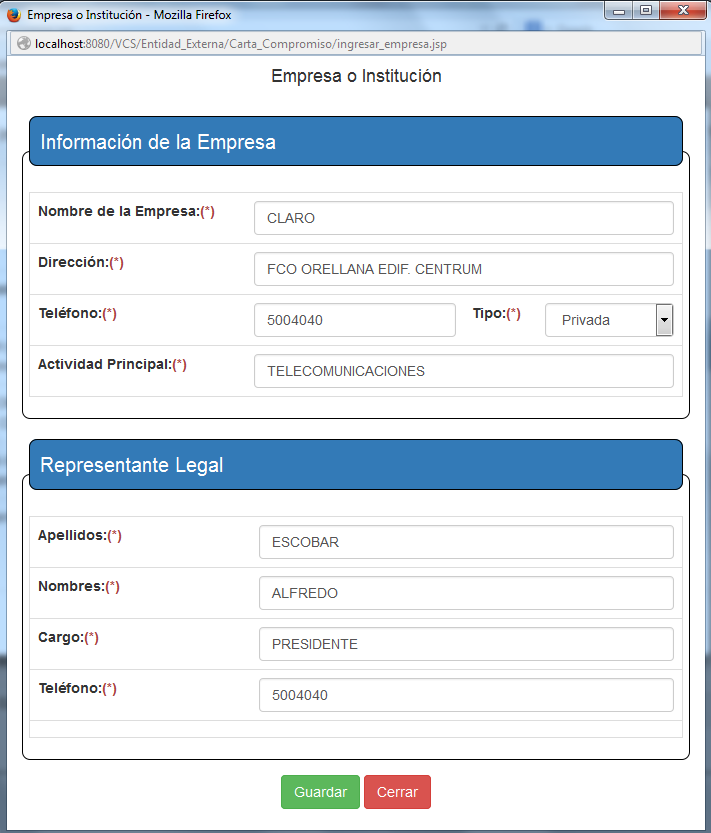 Empresa o Institución - Mozilla Firefox
localhost:8080/VCS/Entidad_Externa/Carta_Compromiso/ingresar_empresa.jsp
Empresa o Institución
Información de la Empresa
Nombre de la Empresa:(*) CLARO
Dirección:(*) FCO ORELLANA EDIF. CENTRUM
Teléfono:(*) 5004040 Tipo:(*) Privada
Actividad Principal:(*) TELECOMUNICACIONES
Representante Legal
Apellidos:(*) ESCOBAR
Nombres:(*) ALFREDO
Cargo:(*) PRESIDENTE
Teléfono:(*) 5004040
Guardar Cerrar